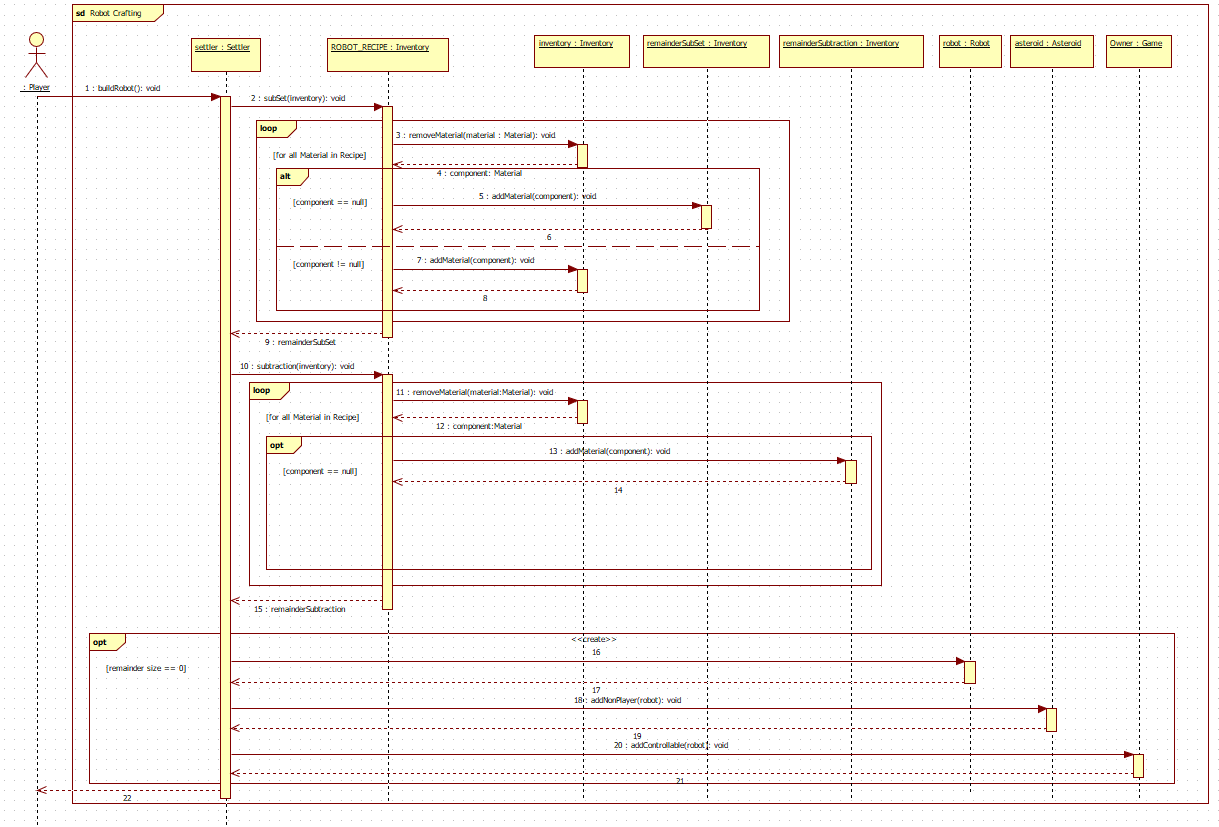 sd Robot Crafting
: Player
settler : Settler
ROBOT_RECIPE : Inventory
inventory : Inventory
remainderSubSet : Inventory
remainderSubtraction : Inventory
robot : Robot
asteroid : Asteroid
Owner : Game
1 : buildRobot(): void
2 : subSet(inventory): void
loop
3 : removeMaterial(material : Material): void
[for all Material in Recipe]
4 : component: Material
alt
5 : addMaterial(component): void
[component == null]
6
7 : addMaterial(component): void
[component != null]
8
9 : remainderSubSet
10 : subtraction(inventory): void
loop
11 : removeMaterial(material:Material): void
[for all Material in Recipe]
12 : component:Material
opt
13 : addMaterial(component): void
[component == null]
14
15 : remainderSubtraction
opt
<<create>>
16
[remainder size == 0]
17
18 : addNonPlayer(robot): void
19
20 : addControllable(robot): void
21
22